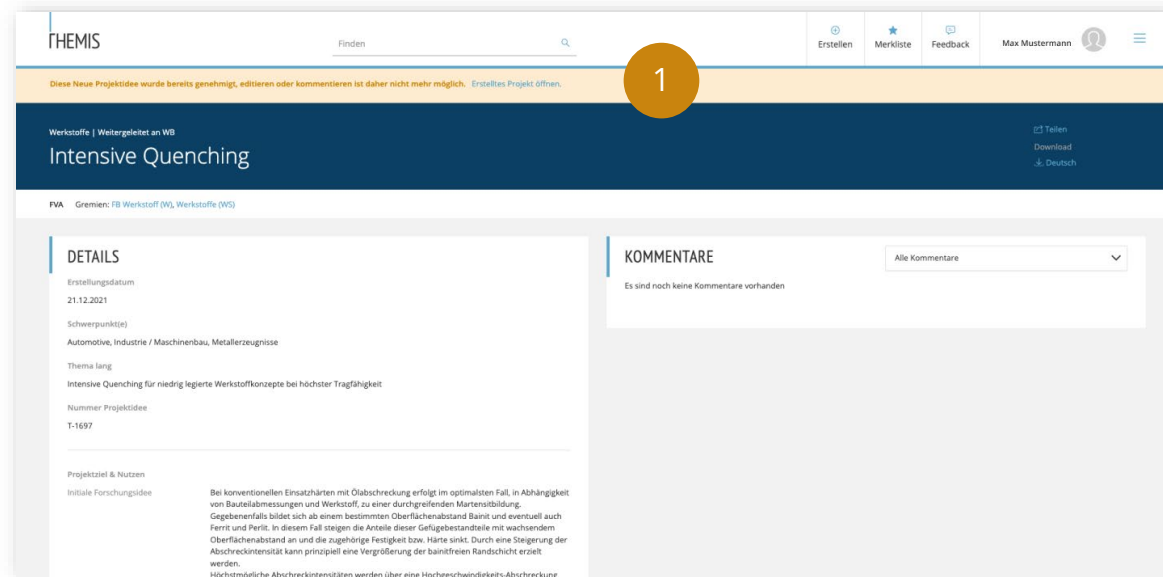 THEMIS
Finden
Erstellen
Merkliste
Feedback
Max Mustermann
1
Diese Neue Projektidee wurde bereits genehmigt, editieren oder kommentieren ist daher nicht mehr möglich. Erstelltes Projekt öffnen.
Werkstoffe | Weitergeleitet an WB
Intensive Quenching
Teilen
Download
Deutsch
FVA Gremien: FB Werkstoff (W), Werkstoffe (WS)
DETAILS
Erstellungsdatum
21.12.2021
Schwerpunkt(e)
Automotive, Industrie / Maschinenbau, Metallerzeugnisse
Thema lang
Intensive Quenching für niedrig legierte Werkstoffkonzepte bei höchster Tragfähigkeit
Nummer Projektidee
T-1697
Projektziel & Nutzen
Initiale Forschungsidee
Bei konventionellen Einsatzhärten mit Ölabschreckung erfolgt im optimalsten Fall, in Abhängigkeit
von Bauteilabmessungen und Werkstoff, zu einer durchgreifenden Martensitbildung.
Gegebenenfalls bildet sich ab einem bestimmten Oberflächenabstand Bainit und eventuell auch
Ferrit und Perlit. In diesem Fall steigen die Anteile dieser Gefügebestandteile mit wachsendem
Oberflächenabstand an und die zugehörige Festigkeit bzw. Härte sinkt. Durch eine Steigerung der
Abschreckintensität kann prinzipiell eine Vergrößerung der bainitfreien Randschicht erzielt
werden.
Höchstmögliche Abschreckintensitäten werden über eine Hochgeschwindigkeits-Abschreckung
KOMMENTARE
Alle Kommentare
Es sind noch keine Kommentare vorhanden